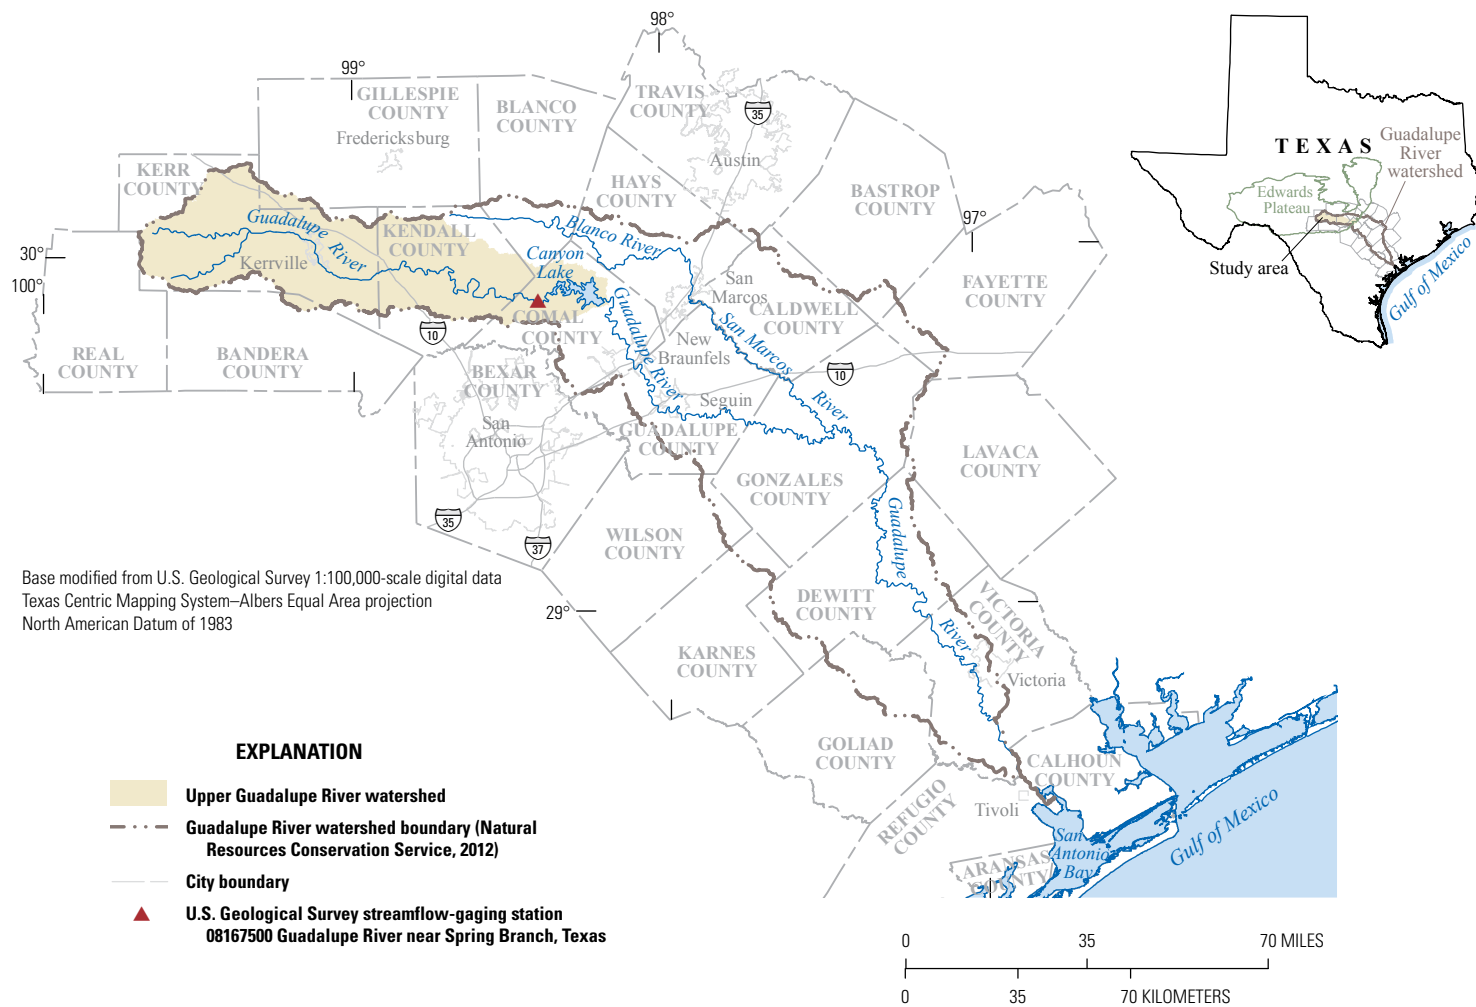 98°
99°
GILLESPIE
COUNTY
Fredericksburg
BLANCO
COUNTY
TRAVIS
COUNTY
35
Austin
KERR
COUNTY
HAYS
COUNTY
BASTROP
COUNTY
97°
Guadalupe River
KENDALL
COUNTY
Kerrville
Blanco River
Canyon
Lake
30°
100°
San
Marcos
FAYETTE
COUNTY
CALDWELL
COUNTY
COMAL
COUNTY
Guadalupe River
San Marcos River
New
Braunfels
10
10
REAL
COUNTY
BANDERA
COUNTY
BEXAR
COUNTY
Seguin
San
Antonio
GUADALUPE
COUNTY
LAVACA
COUNTY
GONZALES
COUNTY
35
37
WILSON
COUNTY
Guadalupe River
DEWITT
COUNTY
VICTORIA
COUNTY
29°
KARNES
COUNTY
Victoria
GOLIAD
COUNTY
CALHOUN
COUNTY
REFUGIO
COUNTY
Tivoli
San
Antonio
Bay
ARANSAS
COUNTY
Gulf of Mexico
TEXAS
Guadalupe
River
watershed
Edwards
Plateau
Study area
Gulf of Mexico
Base modified from U.S. Geological Survey 1:100,000-scale digital data
Texas Centric Mapping System–Albers Equal Area projection
North American Datum of 1983
EXPLANATION
Upper Guadalupe River watershed
Guadalupe River watershed boundary (Natural
Resources Conservation Service, 2012)
City boundary
U.S. Geological Survey streamflow-gaging station
08167500 Guadalupe River near Spring Branch, Texas
0 35 70 MILES
0 35 70 KILOMETERS